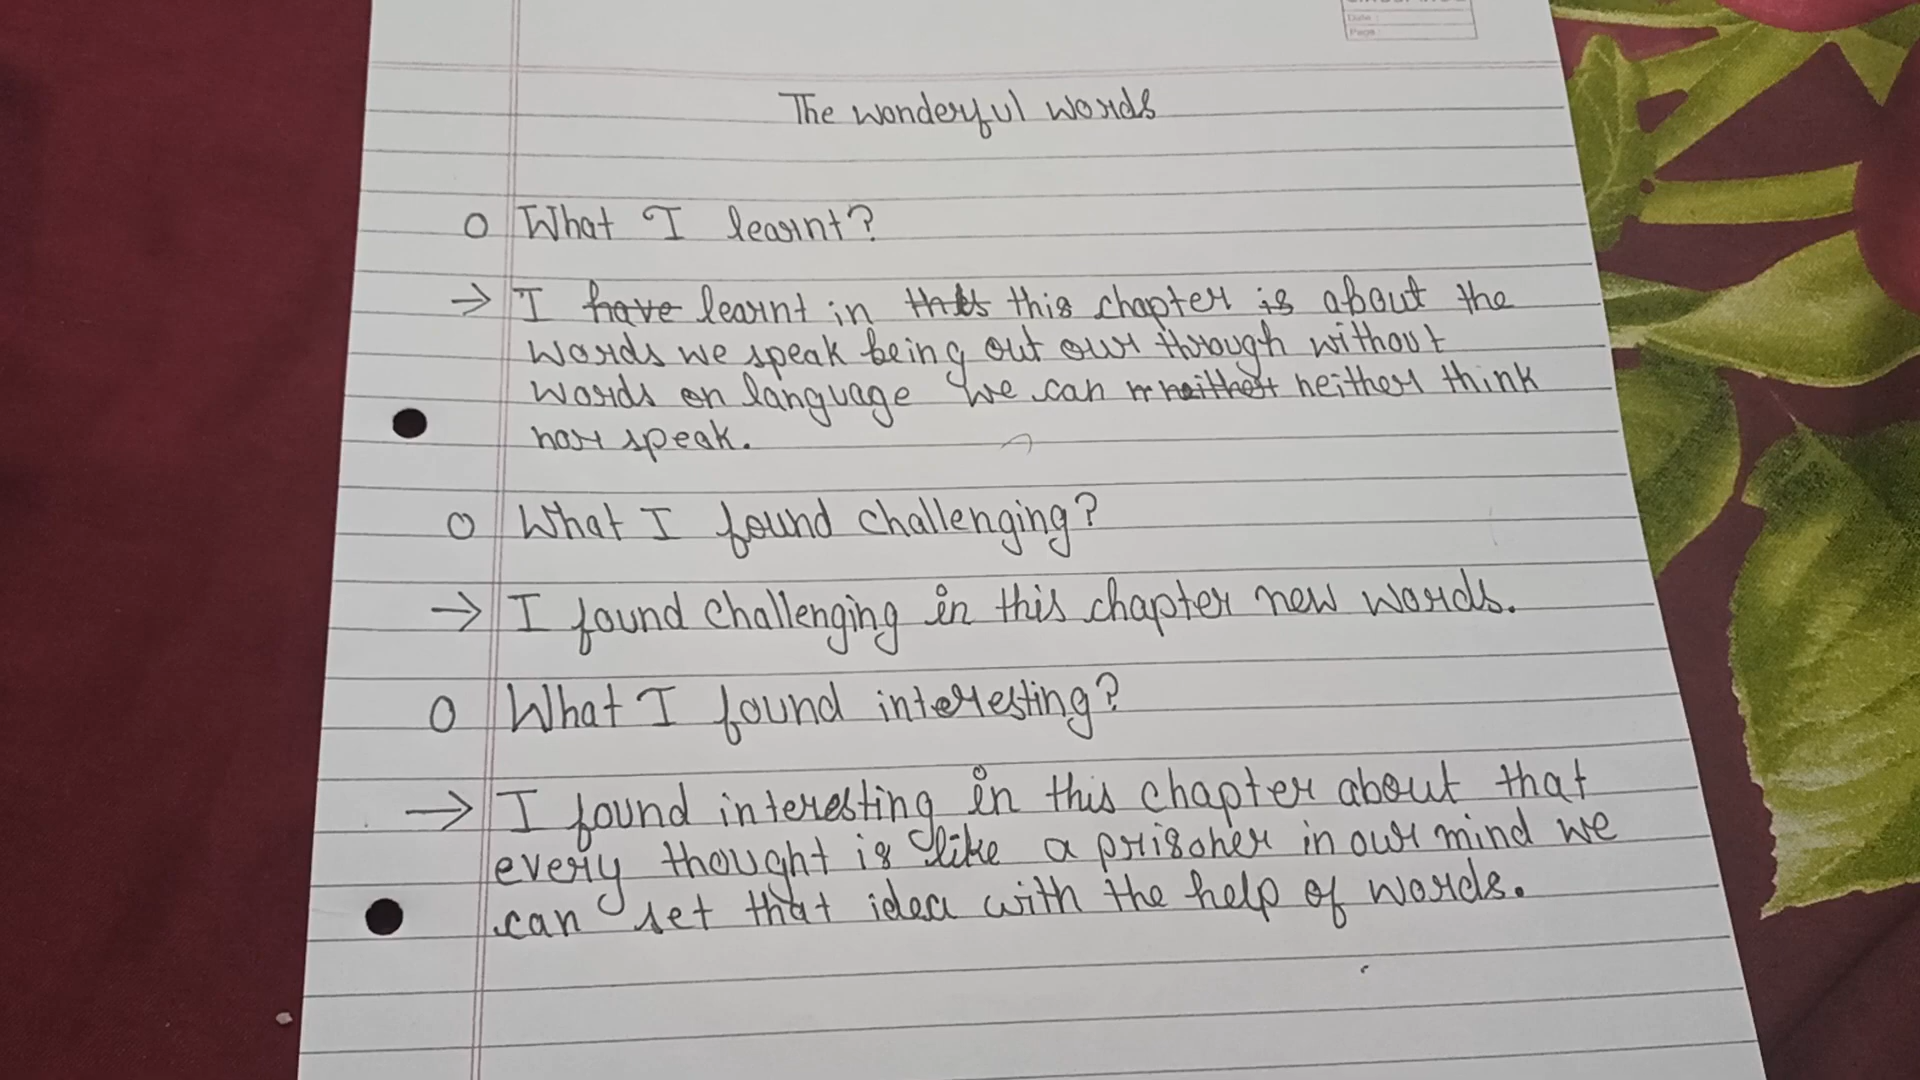 Date :
Page :
The wonderful words
O What I learnt?
→ I have learnt in this chapter is about the
words we speak being out our through without
words on language we can neither neither think
nor speak.
O What I found challenging?
→ I found challenging in this chapter new words.
O What I found interesting?
→ I found interesting in this chapter about that
every thought is like a prisoner in our mind we
can set that idea with the help of words.